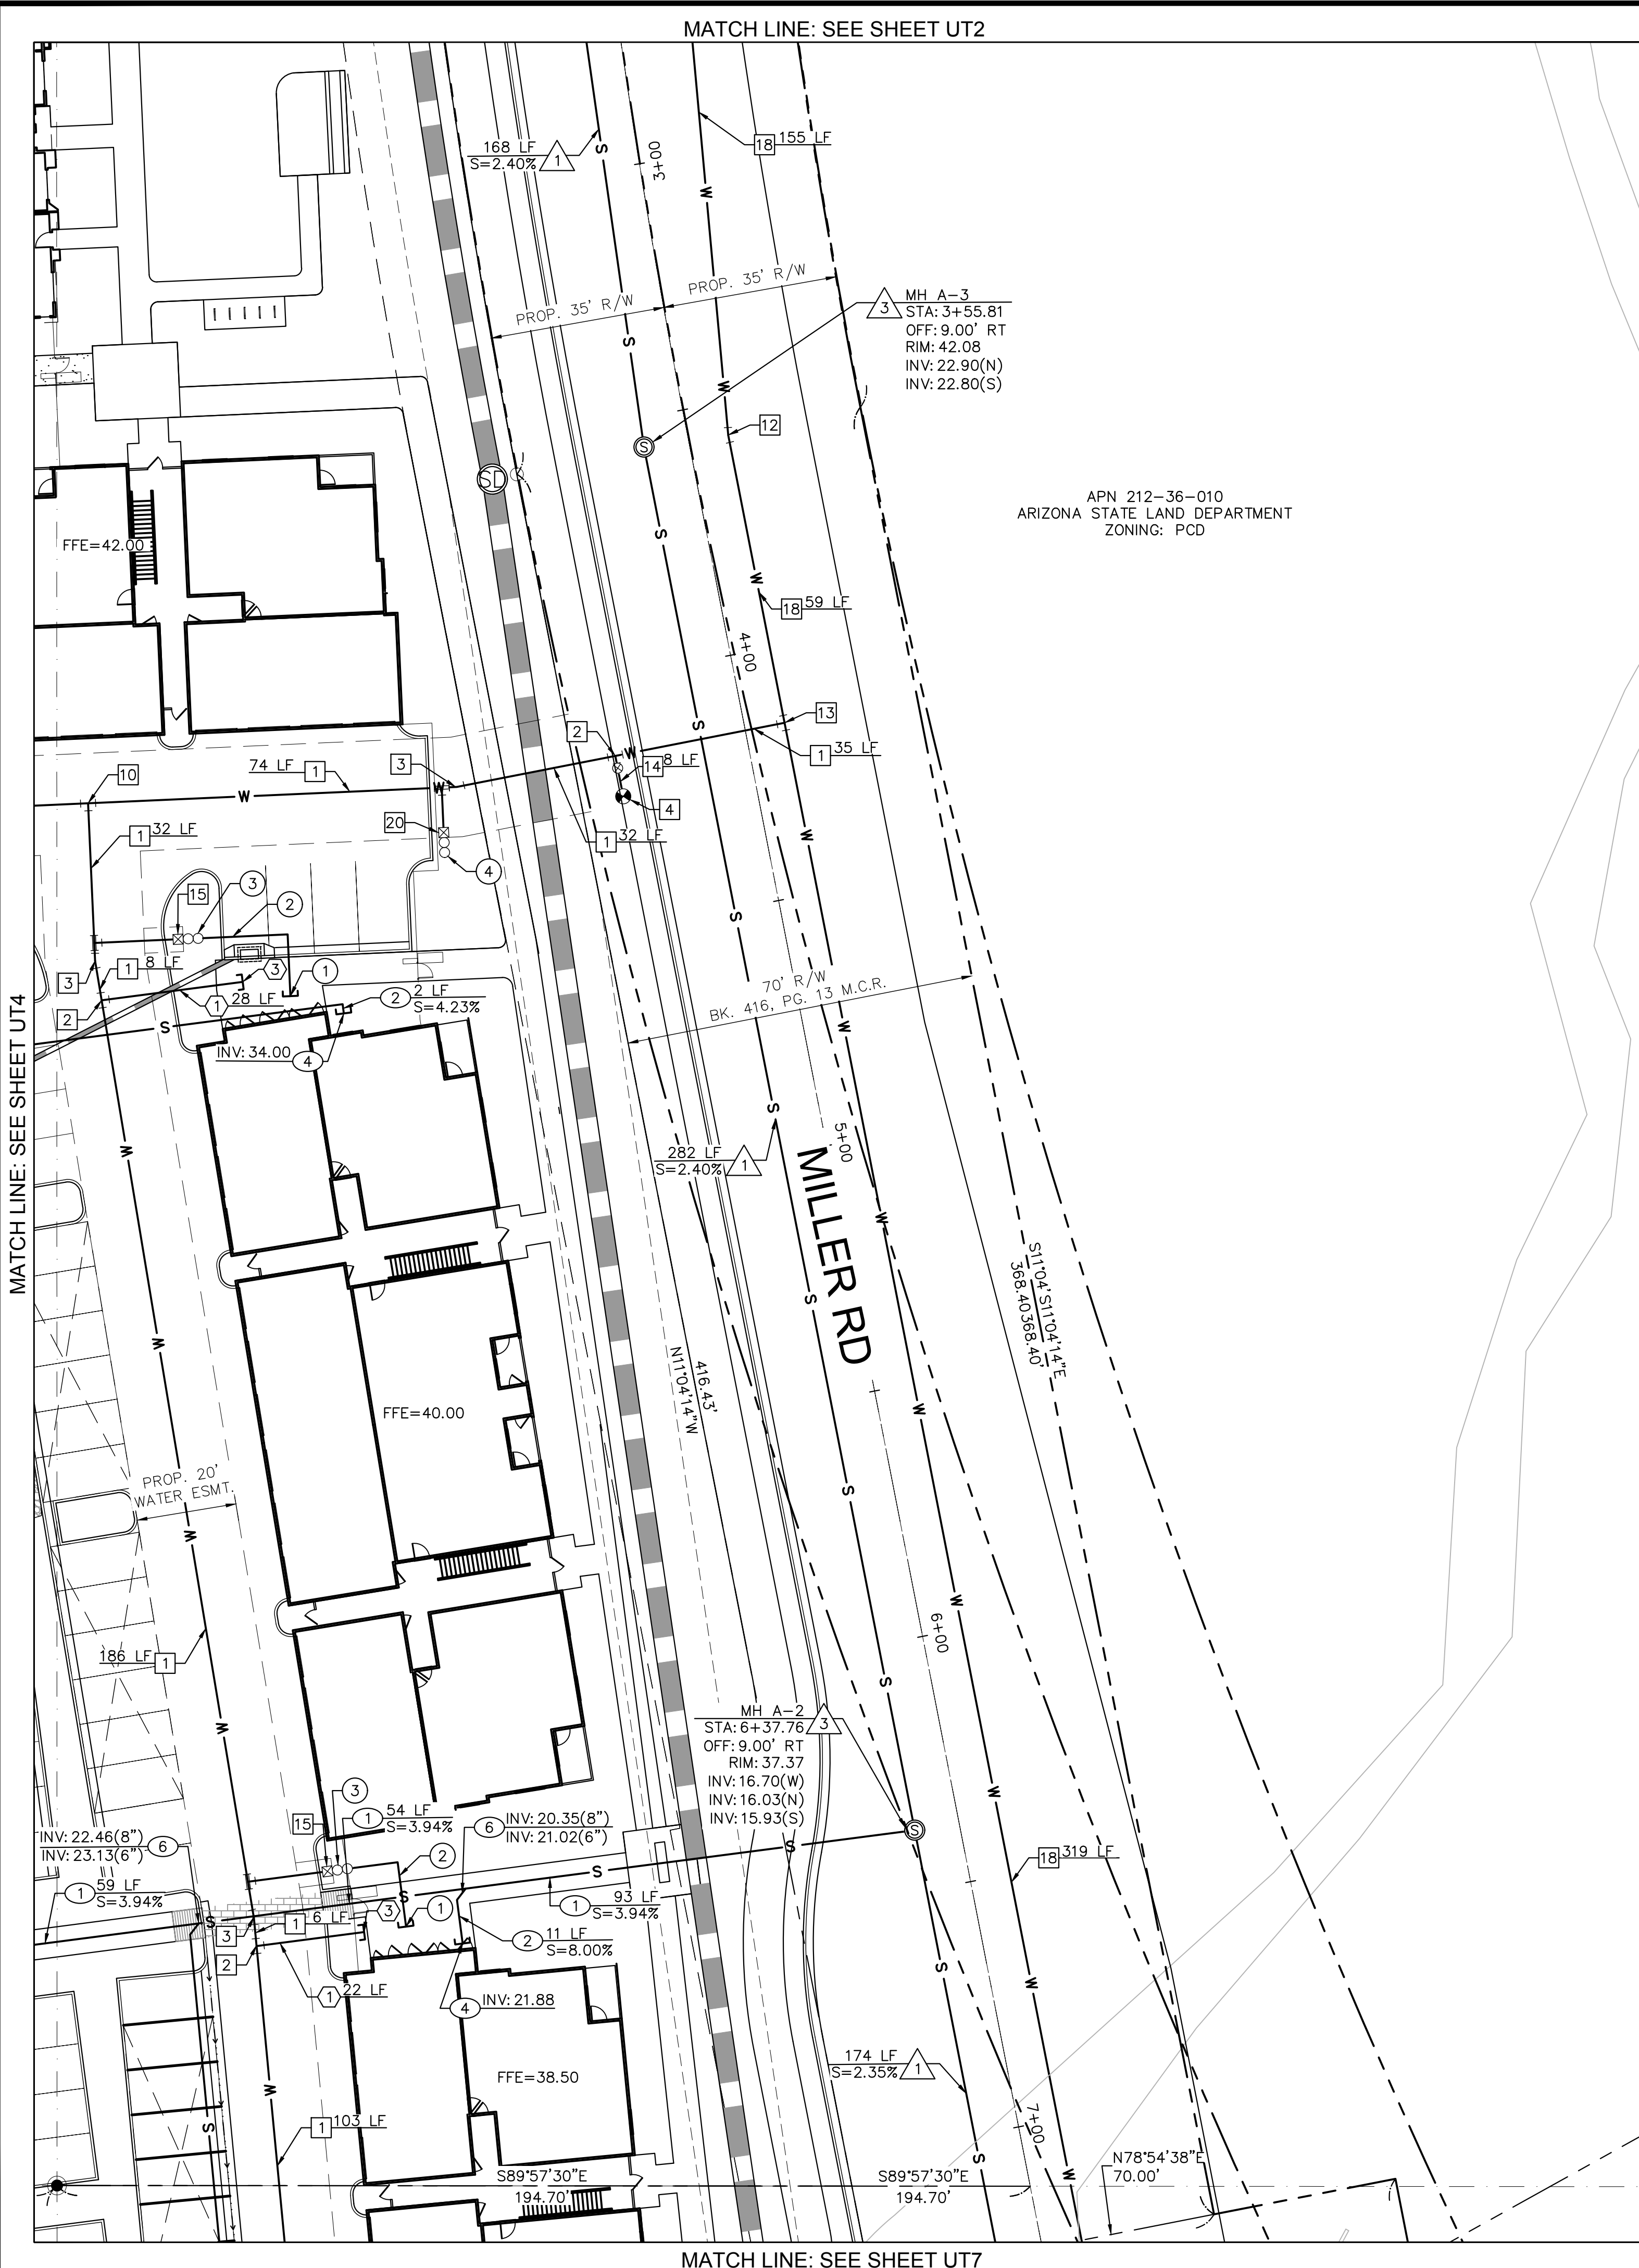 MATCH LINE: SEE SHEET UT2
168 LF
S=2.40%
1
3+00
18
155 LF
PROP. 35' R/W
PROP. 35' R/W
3
MH A-3
STA: 3+55.81
OFF: 9.00' RT
RIM: 42.08
INV: 22.90(N)
INV: 22.80(S)
12
S
SD
APN 212-36-010
ARIZONA STATE LAND DEPARTMENT
ZONING: PCD
FFE=42.00
18
59 LF
4+00
13
2
1
35 LF
74 LF
1
3
10
14
8 LF
4
20
1
32 LF
1
32 LF
4
15
3
2
3
1
8 LF
3
1
2
1
28 LF
2
2 LF
S=4.23%
INV: 34.00
4
70' R/W
BK. 416, PG. 13 M.C.R.
MATCH LINE: SEE SHEET UT4
282 LF
S=2.40%
1
5+00
MILLER RD
S11°04'S11°04'14"E
368.40368.40'
416.43'
N11°04'14"W
FFE=40.00
PROP. 20'
WATER ESMT.
6+00
186 LF
1
MH A-2
STA: 6+37.76
OFF: 9.00' RT
RIM: 37.37
INV: 16.70(W)
INV: 16.03(N)
INV: 15.93(S)
3
S
3
15
1
54 LF
S=3.94%
6
INV: 20.35(8")
INV: 21.02(6")
INV: 22.46(8")
INV: 23.13(6")
6
2
18
319 LF
1
59 LF
S=3.94%
3
1
6 LF
3
1
1
93 LF
S=3.94%
2
2
11 LF
S=8.00%
1
22 LF
4
INV: 21.88
174 LF
S=2.35%
1
FFE=38.50
1
103 LF
7+00
S89°57'30"E
194.70'
S89°57'30"E
194.70'
N78°54'38"E
70.00'
MATCH LINE: SEE SHEET UT7